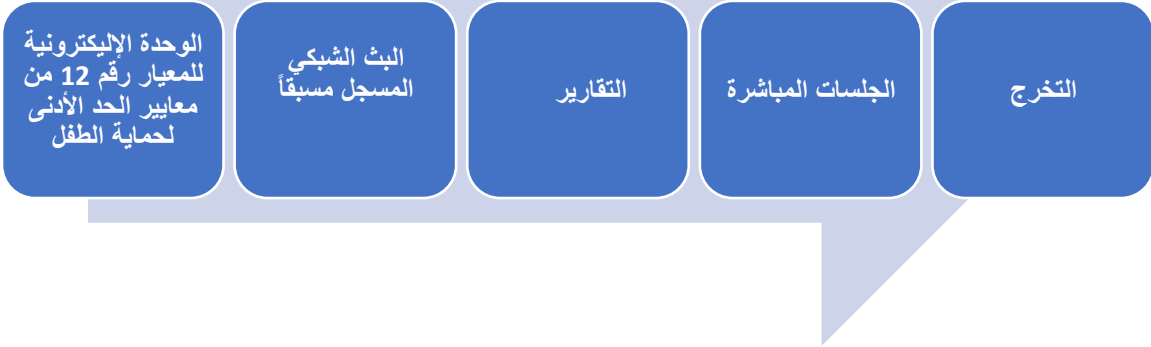 الوحدة الإليكترونية
للمعيار رقم 12 من
معايير الحد الأدنى
لحماية الطفل
البث الشبكي
المسجل مسبقاً
التقارير
الجلسات المباشرة
التخرج